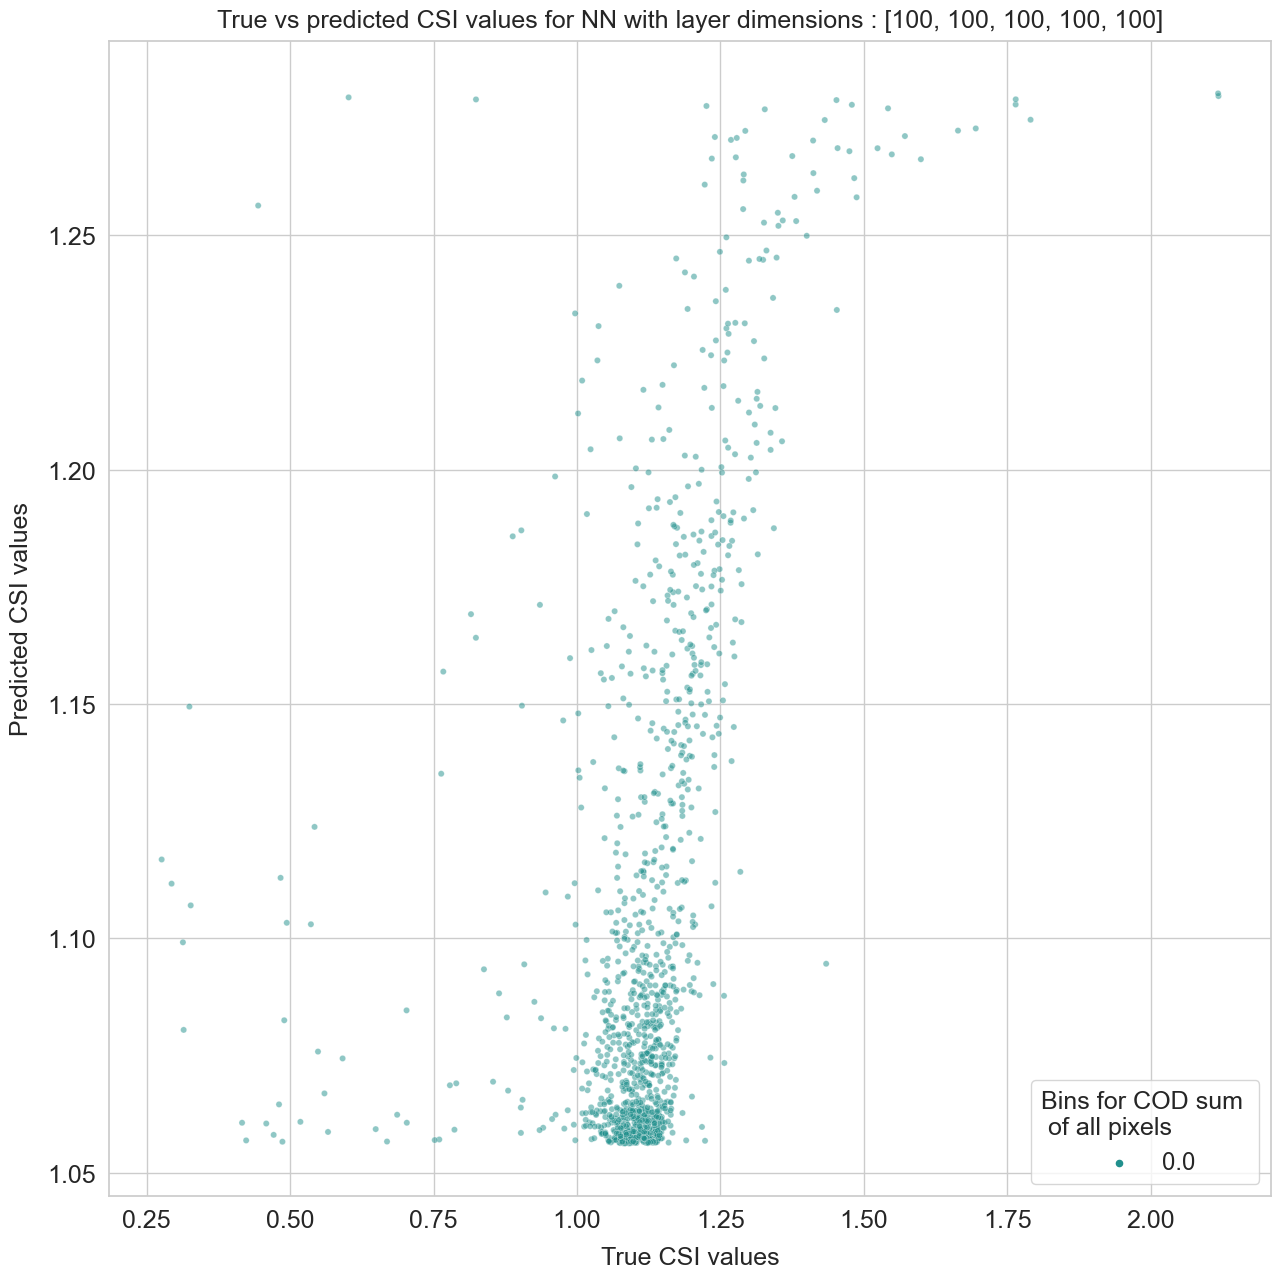 True vs predicted CSI values for NN with layer dimensions : [100, 100, 100, 100, 100]
Predicted CSI values
1.25
1.20
1.15
1.10
1.05
Bins for COD sum
of all pixels
0.0
0.25 0.50 0.75 1.00 1.25 1.50 1.75 2.00
True CSI values